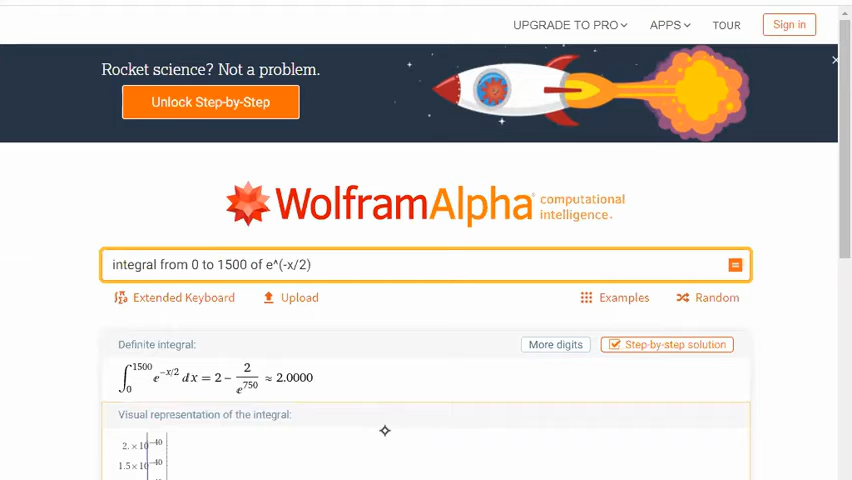 UPGRADE TO PRO APPS TOUR Sign in
Rocket science? Not a problem.
Unlock Step-by-Step
WolframAlpha computational intelligence.
integral from 0 to 1500 of e^(-x/2)
Extended Keyboard Upload Examples Random
Definite integral: More digits Step-by-step solution
∫₀¹⁵⁰⁰ e^(-x/2) dx = 2 - 2/e^750 ≈ 2.0000
Visual representation of the integral:
2. × 10^-40
1.5 × 10^-40